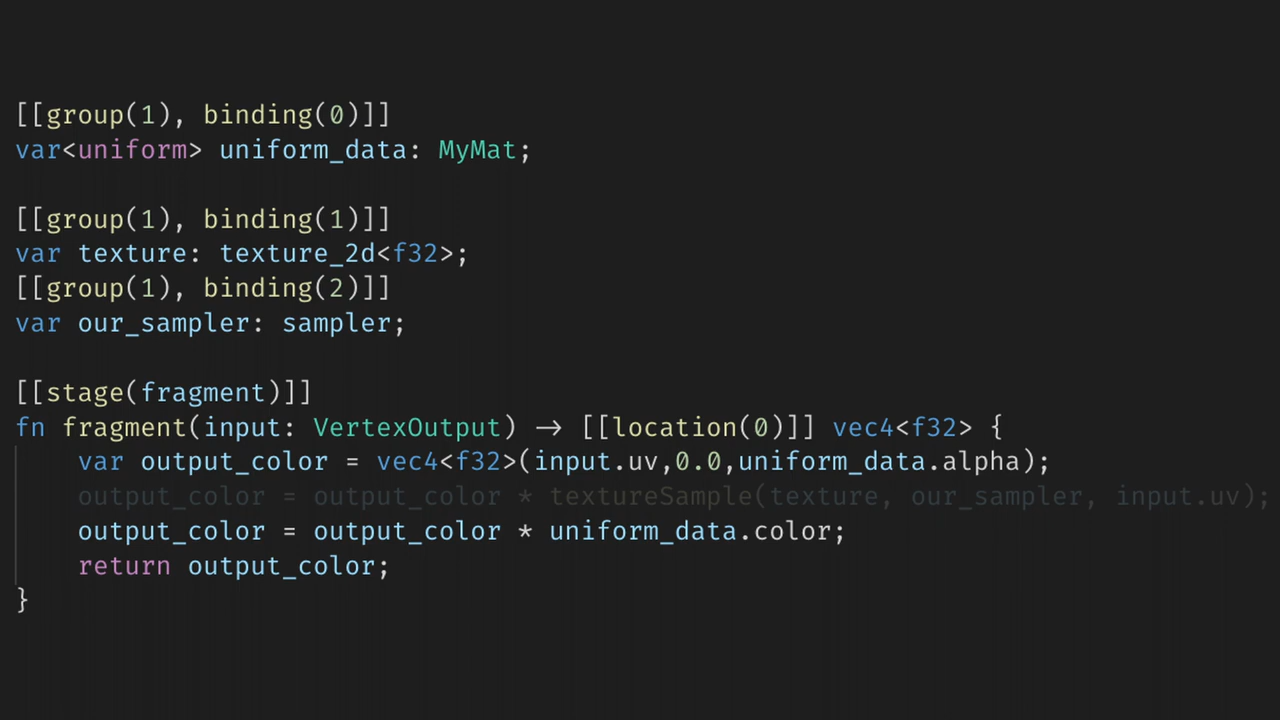 [[group(1), binding(0)]]
var<uniform> uniform_data: MyMat;
[[group(1), binding(1)]]
var texture: texture_2d<f32>;
[[group(1), binding(2)]]
var our_sampler: sampler;
[[stage(fragment)]]
fn fragment(input: VertexOutput) -> [[location(0)]] vec4<f32> {
    var output_color = vec4<f32>(input.uv,0.0,uniform_data.alpha);
    output_color = output_color * textureSample(texture, our_sampler, input.uv);
    output_color = output_color * uniform_data.color;
    return output_color;
}